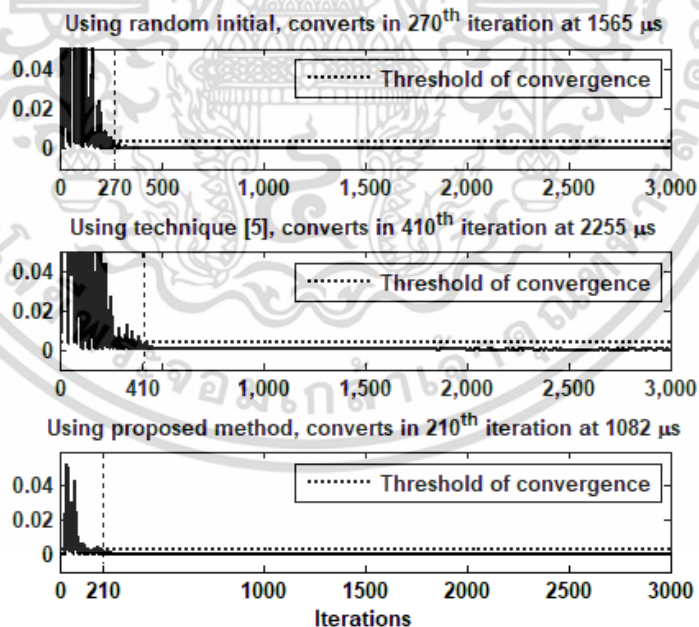 Using random initial, converts in 270th iteration at 1565 µs
0.04
0.02
0
Threshold of convergence
0 270 500 1,000 1,500 2,000 2,500 3,000
Using technique [5], converts in 410th iteration at 2255 µs
0.04
0.02
0
Threshold of convergence
0 410 1,000 1,500 2,000 2,500 3,000
Using proposed method, converts in 210th iteration at 1082 µs
0.04
0.02
0
Threshold of convergence
0 210 1000 1500 2000 2500 3000
Iterations